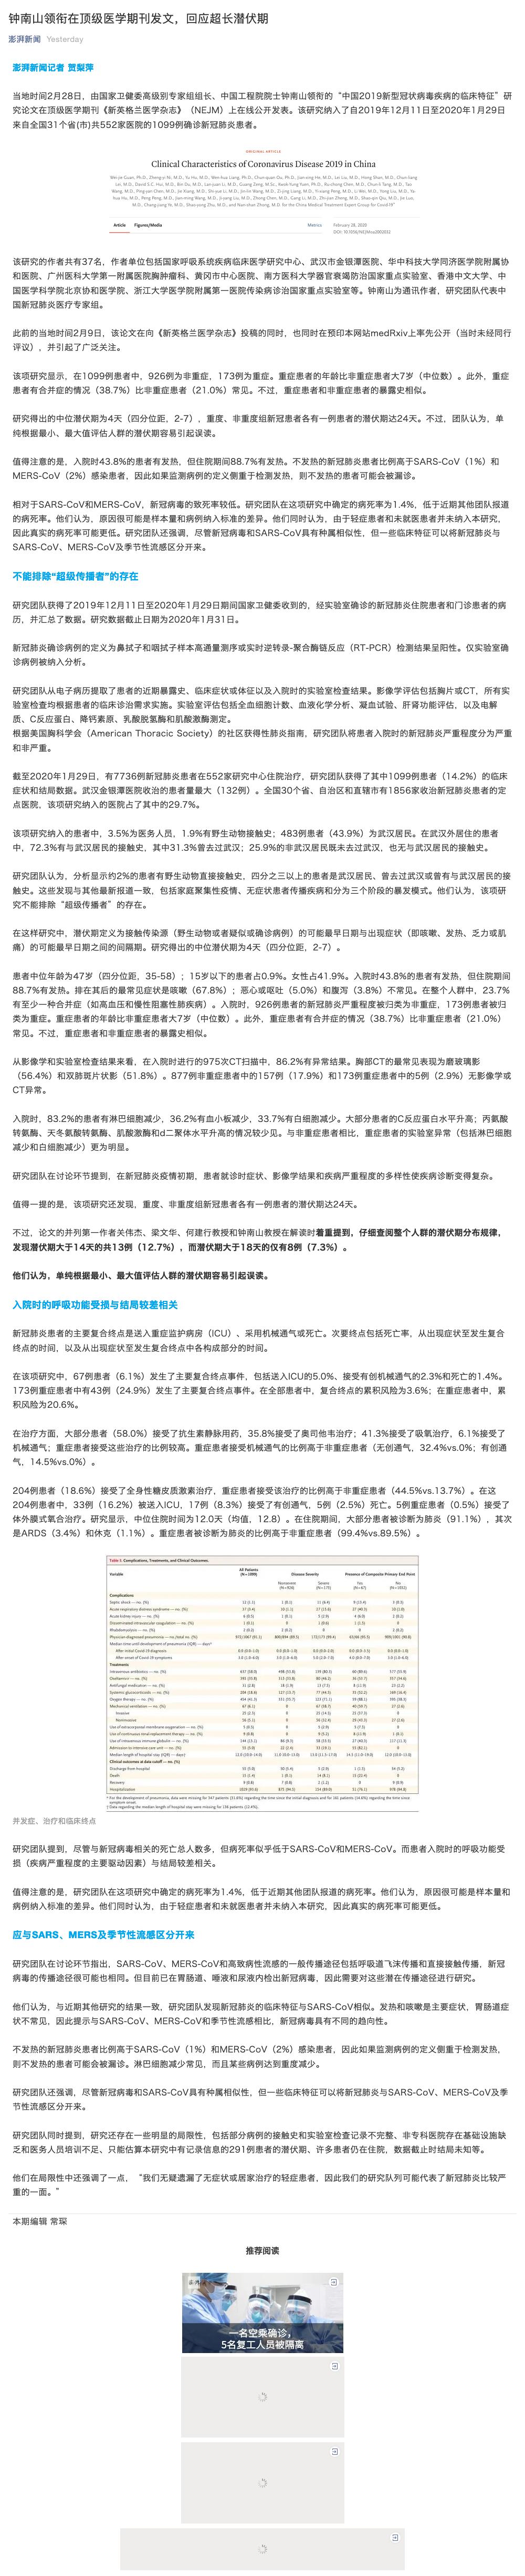 钟南山领衔在顶级医学期刊发文，回应超长潜伏期
澎湃新闻 Yesterday
澎湃新闻记者 贺梨萍
当地时间2月28日，由国家卫健委高级别专家组组长、中国工程院院士钟南山领衔的“中国2019新型冠状病毒疾病的临床特征”研
究论文在顶级医学期刊《新英格兰医学杂志》（NEJM）上在线公开发表。该研究纳入了自2019年12月11日至2020年1月29日
来自全国31个省(市)共552家医院的1099例确诊新冠肺炎患者。
ORIGINAL ARTICLE
Clinical Characteristics of Coronavirus Disease 2019 in China
Article Figures/Media
Metrics
February 28, 2020
DOI: 10.1056/NEJMoa2002032
该研究的作者共有37名，作者单位包括国家呼吸系统疾病临床医学研究中心、武汉市金银潭医院、华中科技大学同济医学院附属协
和医院、广州医科大学第一附属医院胸肿瘤科、黄冈市中心医院、南方医科大学器官衰竭防治国家重点实验室、香港中文大学、中
国医学科学院北京协和医学院、浙江大学医学院附属第一医院传染病诊治国家重点实验室等。钟南山为通讯作者，研究团队代表中
国新冠肺炎医疗专家组。
此前的当地时间2月9日，该论文在向《新英格兰医学杂志》投稿的同时，也同时在预印本网站medRxiv上率先公开（当时未经同行
评议），并引起了广泛关注。
该项研究显示，在1099例患者中，926例为非重症，173例为重症。重症患者的年龄比非重症患者大7岁（中位数）。此外，重症
患者有合并症的情况（38.7%）比非重症患者（21.0%）常见。不过，重症患者和非重症患者的暴露史相似。
研究得出的中位潜伏期为4天（四分位距，2-7），重度、非重度组新冠患者各有一例患者的潜伏期达24天。不过，团队认为，单
纯根据最小、最大值评估人群的潜伏期容易引起误读。
值得注意的是，入院时43.8%的患者有发热，但住院期间88.7%有发热。不发热的新冠肺炎患者比例高于SARS-CoV（1%）和
MERS-CoV（2%）感染患者，因此如果监测病例的定义侧重于检测发热，则不发热的患者可能会被漏诊。
相对于SARS-CoV和MERS-CoV，新冠病毒的致死率较低。研究团队在这项研究中确定的病死率为1.4%，低于近期其他团队报道
的病死率。他们认为，原因很可能是样本量和病例纳入标准的差异。他们同时认为，由于轻症患者和未就医患者并未纳入本研究，
因此真实的病死率可能更低。研究团队还强调，尽管新冠病毒和SARS-CoV具有种属相似性，但一些临床特征可以将新冠肺炎与
SARS-CoV、MERS-CoV及季节性流感区分开来。
不能排除“超级传播者”的存在
研究团队获得了2019年12月11日至2020年1月29日期间国家卫健委收到的，经实验室确诊的新冠肺炎住院患者和门诊患者的病
历，并汇总了数据。研究数据截止日期为2020年1月31日。
新冠肺炎确诊病例的定义为鼻拭子和咽拭子样本高通量测序或实时逆转录-聚合酶链反应（RT-PCR）检测结果呈阳性。仅实验室确
诊病例被纳入分析。
研究团队从电子病历提取了患者的近期暴露史、临床症状或体征以及入院时的实验室检查结果。影像学评估包括胸片或CT，所有实
验室检查均根据患者的临床诊治需求实施。实验室评估包括全血细胞计数、血液化学分析、凝血试验、肝肾功能评估，以及电解
质、C反应蛋白、降钙素原、乳酸脱氢酶和肌酸激酶测定。
根据美国胸科学会（American Thoracic Society）的社区获得性肺炎指南，研究团队将患者入院时的新冠肺炎严重程度分为严重
和非严重。
截至2020年1月29日，有7736例新冠肺炎患者在552家研究中心住院治疗，研究团队获得了其中1099例患者（14.2%）的临床
症状和结局数据。武汉金银潭医院收治的患者量最大（132例）。全国30个省、自治区和直辖市有1856家收治新冠肺炎患者的定
点医院，该项研究纳入的医院占了其中的29.7%。
该项研究纳入的患者中，3.5%为医务人员，1.9%有野生动物接触史；483例患者（43.9%）为武汉居民。在武汉外居住的患者
中，72.3%有与武汉居民的接触史，其中31.3%曾去过武汉；25.9%的非武汉居民既未去过武汉，也无与武汉居民的接触史。
研究团队认为，分析显示约2%的患者有野生动物直接接触史，四分之三以上的患者是武汉居民、曾去过武汉或曾有与武汉居民的接
触史。这些发现与其他最新报道一致，包括家庭聚集性疫情、无症状患者传播疾病和分为三个阶段的暴发模式。他们认为，该项研
究不能排除“超级传播者”的存在。
在这样研究中，潜伏期定义为接触传染源（野生动物或者疑似或确诊病例）的可能最早日期与出现症状（即咳嗽、发热、乏力或肌
痛）的可能最早日期之间的间隔期。研究得出的中位潜伏期为4天（四分位距，2-7）。
患者中位年龄为47岁（四分位距，35-58）；15岁以下的患者占0.9%。女性占41.9%。入院时43.8%的患者有发热，但住院期间
88.7%有发热。排在其后的最常见症状是咳嗽（67.8%）；恶心或呕吐（5.0%）和腹泻（3.8%）不常见。在整个人群中，23.7%
有至少一种合并症（如高血压和慢性阻塞性肺疾病）。入院时，926例患者的新冠肺炎严重程度被归类为非重症，173例患者被归
类为重症。重症患者的年龄比非重症患者大7岁（中位数）。此外，重症患者有合并症的情况（38.7%）比非重症患者（21.0%）
常见。不过，重症患者和非重症患者的暴露史相似。
从影像学和实验室检查结果来看，在入院时进行的975次CT扫描中，86.2%有异常结果。胸部CT的最常见表现为磨玻璃影
（56.4%）和双肺斑片状影（51.8%）。877例非重症患者中的157例（17.9%）和173例重症患者中的5例（2.9%）无影像学或
CT异常。
入院时，83.2%的患者有淋巴细胞减少，36.2%有血小板减少，33.7%有白细胞减少。大部分患者的C反应蛋白水平升高；丙氨酸
转氨酶、天冬氨酸转氨酶、肌酸激酶和d二聚体水平升高的情况较少见。与非重症患者相比，重症患者的实验室异常（包括淋巴细胞
减少和白细胞减少）更为明显。
研究团队在讨论环节提到，在新冠肺炎疫情初期，患者就诊时症状、影像学结果和疾病严重程度的多样性使疾病诊断变得复杂。
值得一提的是，该项研究还发现，重度、非重度组新冠患者各有一例患者的潜伏期达24天。
不过，论文的并列第一作者关伟杰、梁文华、何建行教授和钟南山教授在解读时着重提到，仔细查阅整个人群的潜伏期分布规律，
发现潜伏期大于14天的共13例（12.7%），而潜伏期大于18天的仅有8例（7.3%）。
他们认为，单纯根据最小、最大值评估人群的潜伏期容易引起误读。
入院时的呼吸功能受损与结局较差相关
新冠肺炎患者的主要复合终点是送入重症监护病房（ICU）、采用机械通气或死亡。次要终点包括死亡率，从出现症状至发生复合
终点的时间，以及从出现症状至发生复合终点中各构成部分的时间。
在该项研究中，67例患者（6.1%）发生了主要复合终点事件，包括送入ICU的5.0%、接受有创机械通气的2.3%和死亡的1.4%。
173例重症患者中有43例（24.9%）发生了主要复合终点事件。在全部患者中，复合终点的累积风险为3.6%；在重症患者中，累
积风险为20.6%。
在治疗方面，大部分患者（58.0%）接受了抗生素静脉用药，35.8%接受了奥司他韦治疗；41.3%接受了吸氧治疗，6.1%接受了
机械通气；重症患者接受这些治疗的比例较高。重症患者接受机械通气的比例高于非重症患者（无创通气，32.4%vs.0%；有创通
气，14.5%vs.0%）。
204例患者（18.6%）接受了全身性糖皮质激素治疗，重症患者接受该治疗的比例高于非重症患者（44.5%vs.13.7%）。在这
204例患者中，33例（16.2%）被送入ICU，17例（8.3%）接受了有创通气，5例（2.5%）死亡。5例重症患者（0.5%）接受了
体外膜式氧合治疗。研究显示，中位住院时间为12.0天（均值，12.8）。在住院期间，大部分患者被诊断为肺炎（91.1%），其次
是ARDS（3.4%）和休克（1.1%）。重症患者被诊断为肺炎的比例高于非重症患者（99.4%vs.89.5%）。
Table 3. Complications, Treatments, and Clinical Outcomes.
Variable
All Patients
(N=1099)
Disease Severity
Presence of Composite Primary End Point
并发症、治疗和临床终点
研究团队提到，尽管与新冠病毒相关的死亡总人数多，但病死率似乎低于SARS-CoV和MERS-CoV。而患者入院时的呼吸功能受
损（疾病严重程度的主要驱动因素）与结局较差相关。
值得注意的是，研究团队在这项研究中确定的病死率为1.4%，低于近期其他团队报道的病死率。他们认为，原因很可能是样本量和
病例纳入标准的差异。他们同时认为，由于轻症患者和未就医患者并未纳入本研究，因此真实的病死率可能更低。
应与SARS、MERS及季节性流感区分开来
研究团队在讨论环节指出，SARS-CoV、MERS-CoV和高致病性流感的一般传播途径包括呼吸道飞沫传播和直接接触传播，新冠
病毒的传播途径很可能也相同。但目前已在胃肠道、唾液和尿液内检出新冠病毒，因此需要对这些潜在传播途径进行研究。
他们认为，与近期其他研究的结果一致，研究团队发现新冠肺炎的临床特征与SARS-CoV相似。发热和咳嗽是主要症状，胃肠道症
状不常见，因此提示与SARS-CoV、MERS-CoV和季节性流感相比，新冠病毒具有不同的趋向性。
不发热的新冠肺炎患者比例高于SARS-CoV（1%）和MERS-CoV（2%）感染患者，因此如果监测病例的定义侧重于检测发热，
则不发热的患者可能会被漏诊。淋巴细胞减少常见，而且某些病例达到重度减少。
研究团队还强调，尽管新冠病毒和SARS-CoV具有种属相似性，但一些临床特征可以将新冠肺炎与SARS-CoV、MERS-CoV及季
节性流感区分开来。
研究团队同时提到，研究还存在一些明显的局限性，包括部分病例的接触史和实验室检查记录不完整、非专科医院存在基础设施缺
乏和医务人员培训不足、只能估算本研究中有记录信息的291例患者的潜伏期、许多患者仍在住院，数据截止时结局未知等。
他们在局限性中还强调了一点，“我们无疑遗漏了无症状或居家治疗的轻症患者，因此我们的研究队列可能代表了新冠肺炎比较严
重的一面。”
本期编辑 常琛
推荐阅读
一名空乘确诊，
5名复工人员被隔离